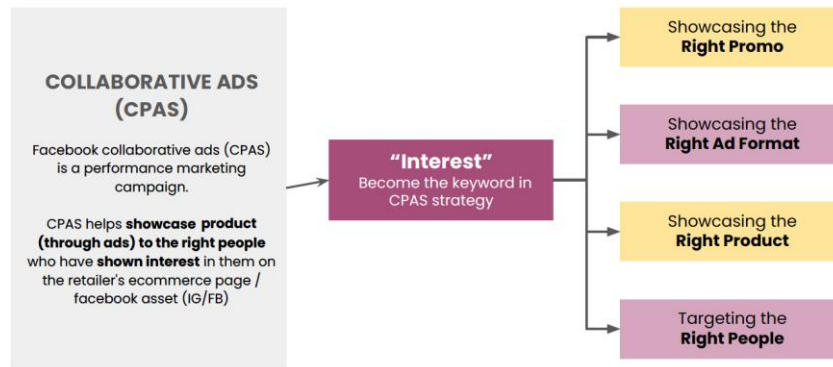 COLLABORATIVE ADS
(CPAS)
Facebook collaborative ads (CPAS)
is a performance marketing
campaign.
CPAS helps showcase product
(through ads) to the right people
who have shown interest in them on
the retailer's ecommerce page /
facebook asset (IG/FB)
“Interest”
Become the keyword in
CPAS strategy
Showcasing the
Right Promo
Showcasing the
Right Ad Format
Showcasing the
Right Product
Targeting the
Right People